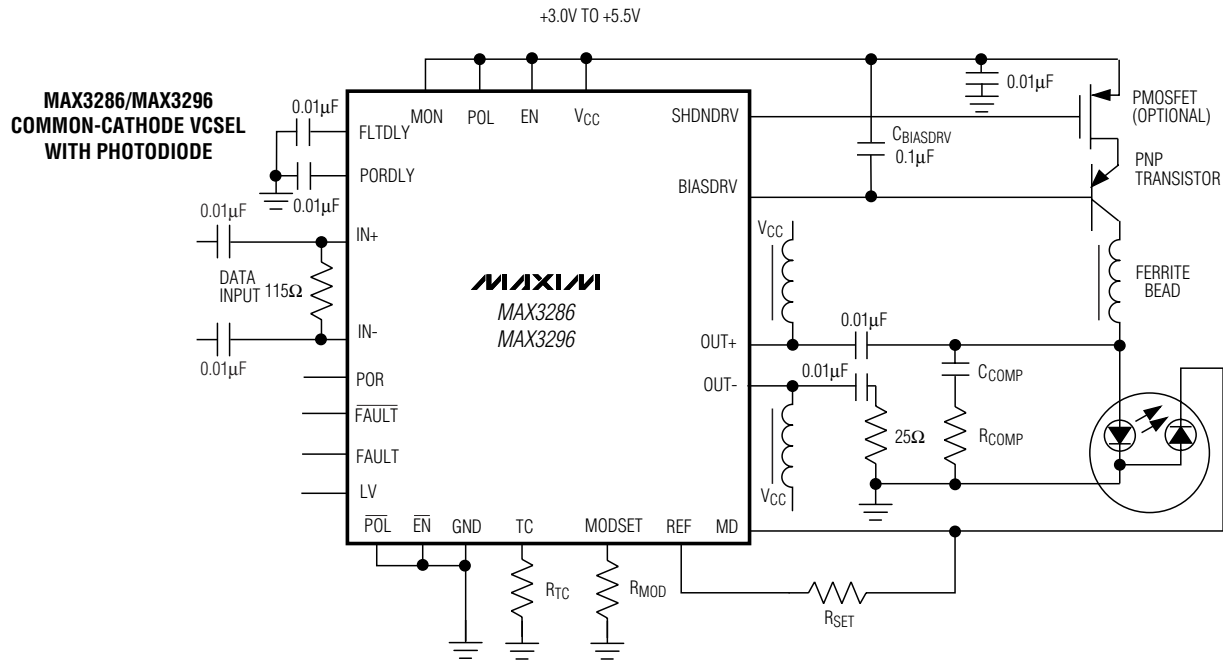 +3.0V TO +5.5V
MAX3286/MAX3296
COMMON-CATHODE VCSEL
WITH PHOTODIODE
0.01μF
FLTDLY
MON
POL
EN
VCC
SHDNDRV
0.01μF
PMOSFET
(OPTIONAL)
CBIASDRV
0.1μF
PORDLY
0.01μF
BIASDRV
PNP
TRANSISTOR
0.01μF
IN+
VCC
DATA
INPUT
115Ω
MAXIM
MAX3286
MAX3296
FERRITE
BEAD
0.01μF
IN-
OUT+
0.01μF
0.01μF
CCOMP
POR
OUT-
FAULT
25Ω
RCOMP
FAULT
LV
VCC
POL
EN
GND
TC
MODSET
REF
MD
RTC
RMOD
RSET